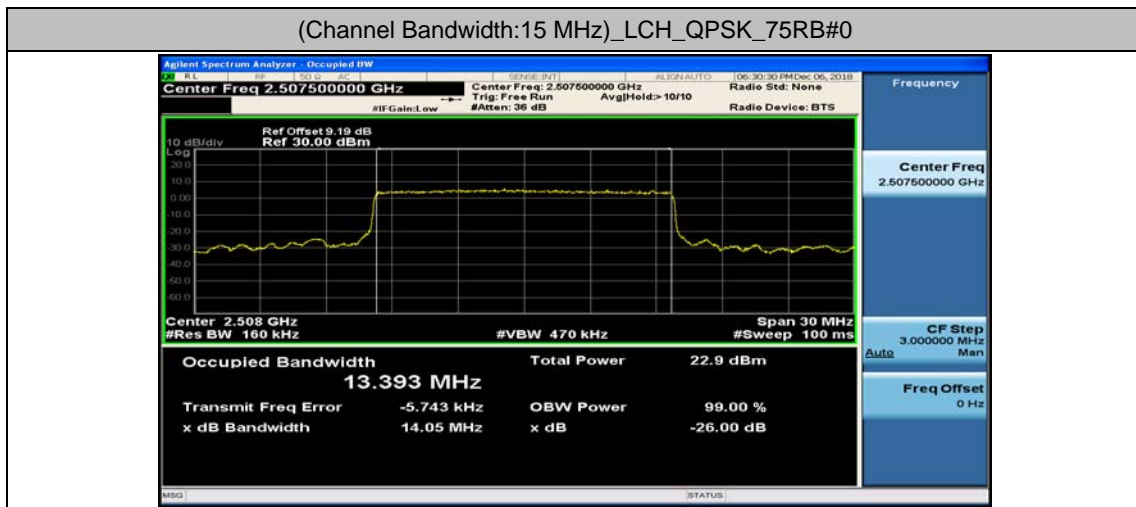 (Channel Bandwidth:15 MHz)_LCH_QPSK_75RB#0
Agilent Spectrum Analyzer - Occupied BW
RL RF 50 Ω AC SENSE:INT ALIGN AUTO 06:30:30 PM Dec 06, 2018
Center Freq 2.507500000 GHz Center Freq: 2.507500000 GHz Radio Std: None
Trig: Free Run Avg|Hold:> 10/10
#IFGain:Low #Atten: 36 dB Radio Device: BTS
Ref Offset 9.19 dB
10 dB/div Ref 30.00 dBm
Log
20.0
10.0
0.00
-10.0
-20.0
-30.0
-40.0
-50.0
-60.0
Center 2.508 GHz Span 30 MHz
#Res BW 160 kHz #VBW 470 kHz #Sweep 100 ms
Occupied Bandwidth Total Power 22.9 dBm
13.393 MHz
Transmit Freq Error -5.743 kHz OBW Power 99.00 %
x dB Bandwidth 14.05 MHz x dB -26.00 dB
MSG STATUS
Frequency
Center Freq
2.507500000 GHz
CF Step
3.000000 MHz
Auto Man
Freq Offset
0 Hz